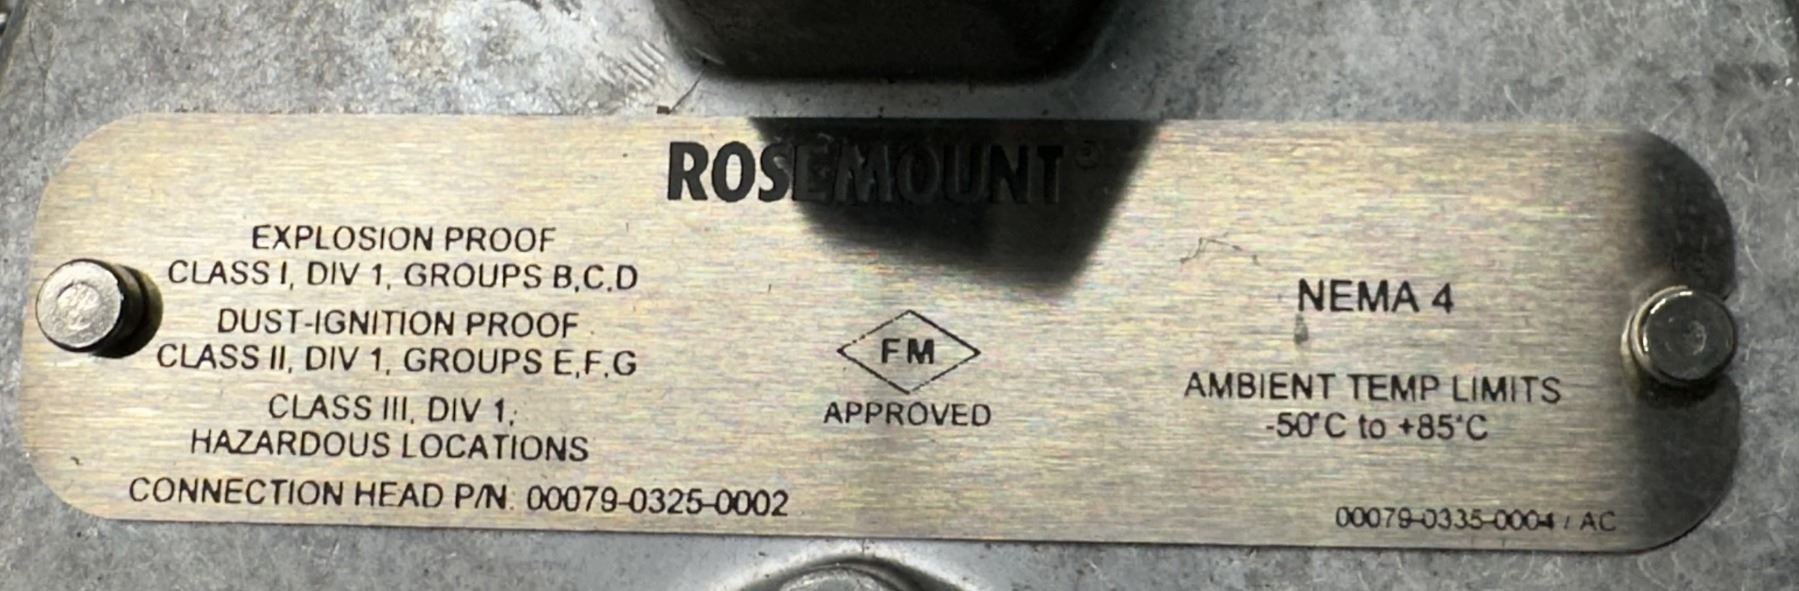 ROSEMOUNT®
EXPLOSION PROOF
CLASS I, DIV 1, GROUPS B,C,D
DUST-IGNITION PROOF
CLASS II, DIV 1, GROUPS E,F,G
CLASS III, DIV 1;
HAZARDOUS LOCATIONS
CONNECTION HEAD P/N: 00079-0325-0002
FM
APPROVED
NEMA 4
AMBIENT TEMP LIMITS
-50°C to +85°C
00079-0335-0004 / AC